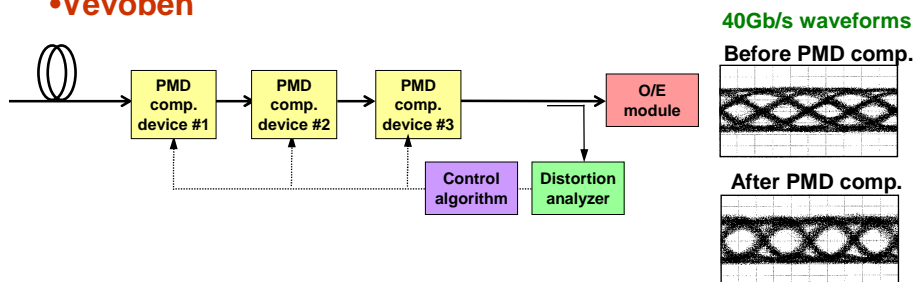 •Vevőben
40Gb/s waveforms
Before PMD comp.
PMD
comp.
device #1
PMD
comp.
device #2
PMD
comp.
device #3
O/E
module
Control
algorithm
Distortion
analyzer
After PMD comp.